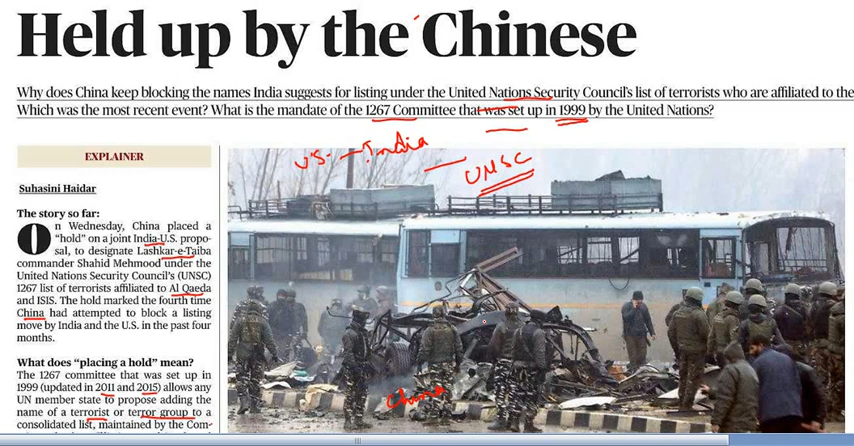 Held up by the Chinese
Why does China keep blocking the names India suggests for listing under the United Nations Security Council's list of terrorists who are affiliated to the
Which was the most recent event? What is the mandate of the 1267 Committee that was set up in 1999 by the United Nations?
U.S. - India
UNSC
EXPLAINER
Suhasini Haidar
The story so far:
On Wednesday, China placed a
"hold" on a joint India-U.S. propo-
sal, to designate Lashkar-e-Taiba
commander Shahid Mehmood under the
United Nations Security Council's (UNSC)
1267 list of terrorists affiliated to Al Qaeda
and ISIS. The hold marked the fourth time
China had attempted to block a listing
move by India and the U.S. in the past four
months.
What does "placing a hold" mean?
The 1267 committee that was set up in
1999 (updated in 2011 and 2015) allows any
UN member state to propose adding the
name of a terrorist or terror group to a
consolidated list, maintained by the Com-
China